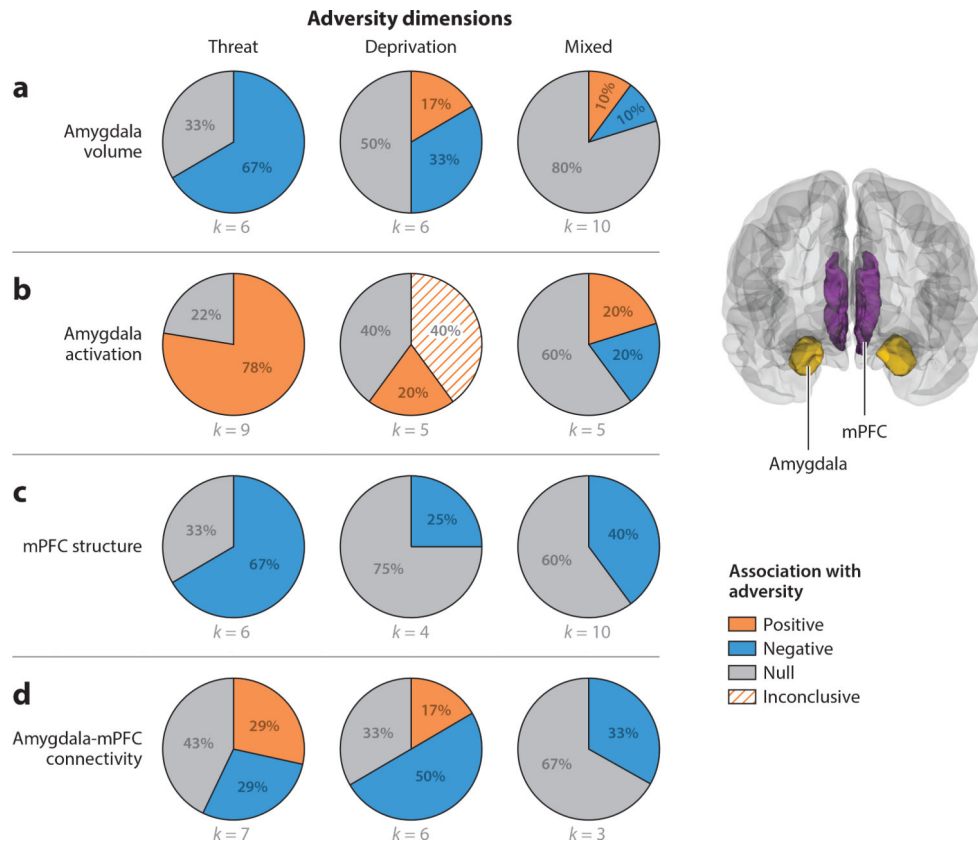 Adversity dimensions
Threat
Deprivation
Mixed
a
Amygdala
volume
33%
67%
k = 6
17%
50%
33%
k = 6
10%
10%
80%
k = 10
b
Amygdala
activation
22%
78%
k = 9
40%
40%
20%
k = 5
20%
60%
20%
k = 5
c
mPFC structure
33%
67%
k = 6
25%
75%
k = 4
40%
60%
k = 10
d
Amygdala-mPFC
connectivity
43%
29%
29%
k = 7
33%
17%
50%
k = 6
33%
67%
k = 3
mPFC
Amygdala
Association with
adversity
Positive
Negative
Null
Inconclusive